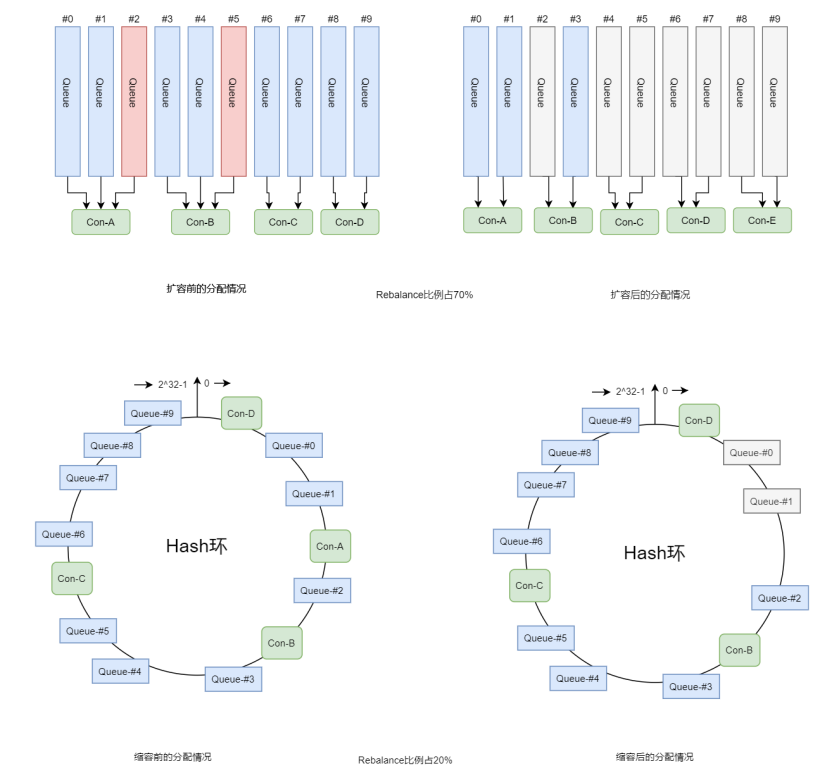 #0 #1 #2 #3 #4 #5 #6 #7 #8 #9
Queue Queue Queue Queue Queue Queue Queue Queue Queue Queue
Con-A Con-B Con-C Con-D
扩容前的分配情况
#0 #1 #2 #3 #4 #5 #6 #7 #8 #9
Queue Queue Queue Queue Queue Queue Queue Queue Queue Queue
Con-A Con-B Con-C Con-D Con-E
Rebalance比例占70%
扩容后的分配情况
2^32-1 0
Queue-#9
Con-D
Queue-#8
Queue-#0
Queue-#7
Queue-#1
Queue-#6
Hash环
Con-A
Con-C
Queue-#2
Queue-#5
Con-B
Queue-#4
Queue-#3
缩容前的分配情况
2^32-1 0
Queue-#9
Con-D
Queue-#8
Queue-#0
Queue-#7
Queue-#1
Queue-#6
Hash环
Con-C
Queue-#2
Queue-#5
Con-B
Queue-#4
Queue-#3
Rebalance比例占20%
缩容后的分配情况